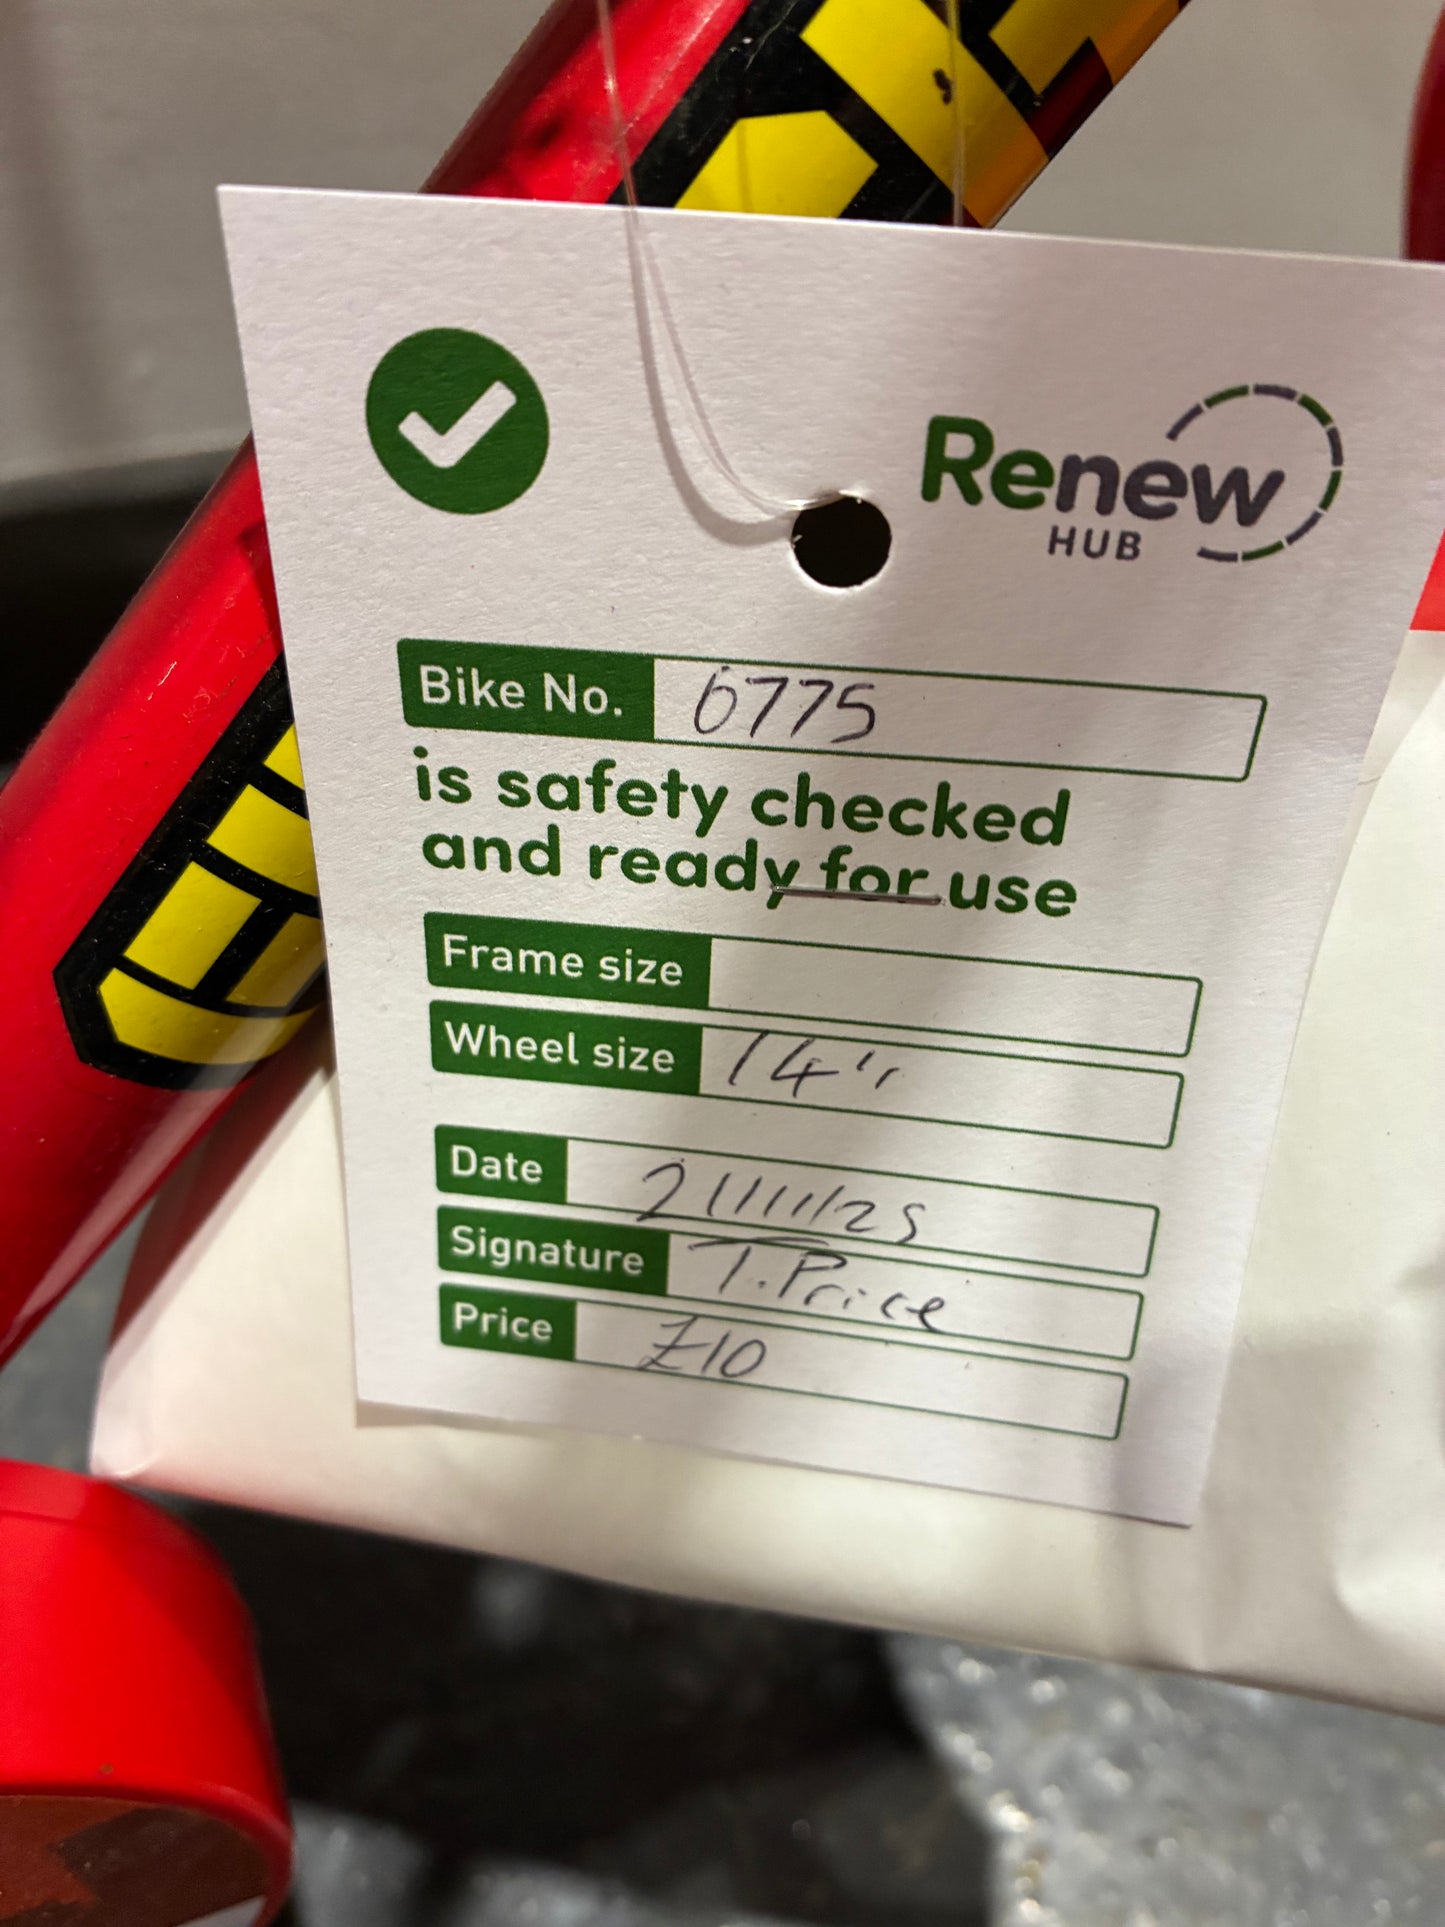 Renew
HUB
Bike No. 6775
is safety checked
and ready for use
Frame size
Wheel size 14"
Date 21/11/25
Signature T. Price
Price £10